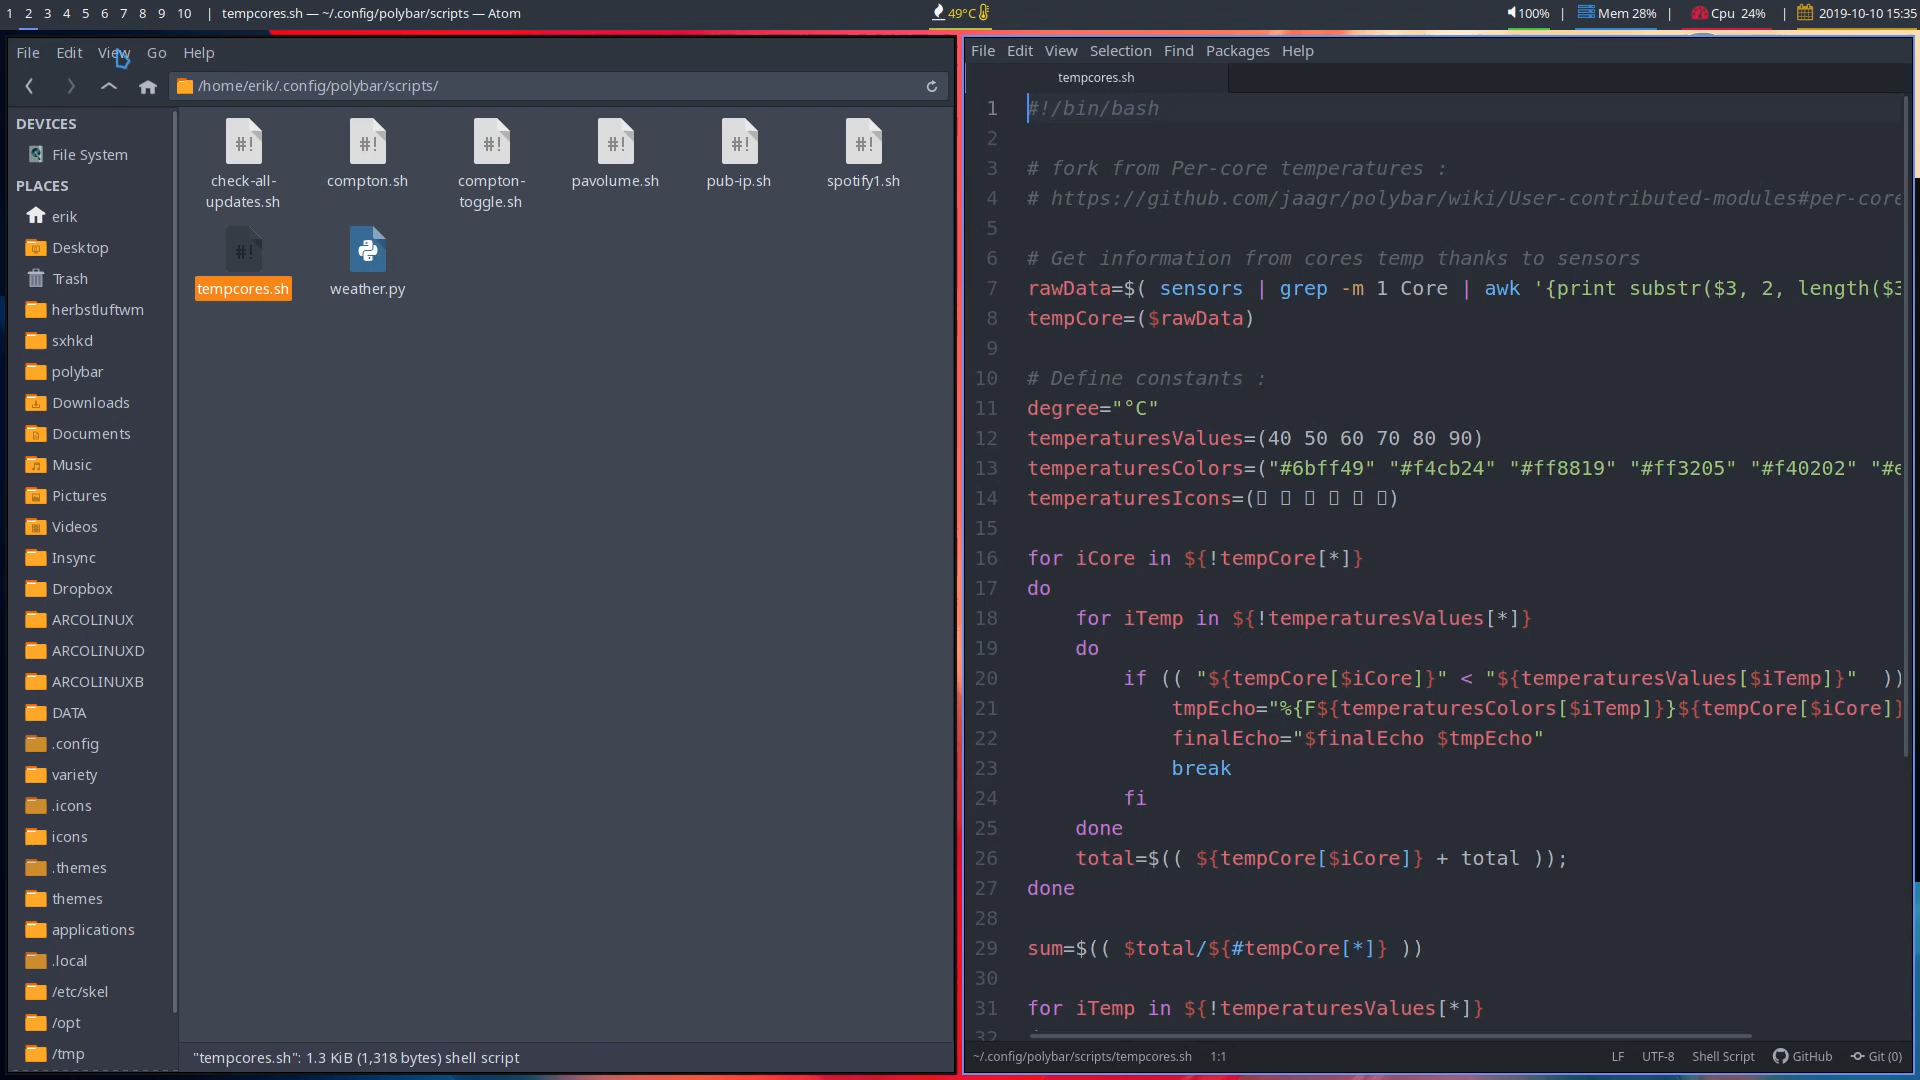 1 2 3 4 5 6 7 8 9 10 | tempcores.sh — ~/.config/polybar/scripts — Atom
49°C
100% | Mem 28% | Cpu 24% | 2019-10-10 15:35
File Edit View Go Help
/home/erik/.config/polybar/scripts/
DEVICES
File System
PLACES
erik
Desktop
Trash
herbstluftwm
sxhkd
polybar
Downloads
Documents
Music
Pictures
Videos
Insync
Dropbox
ARCOLINUX
ARCOLINUXD
ARCOLINUXB
DATA
.config
variety
.icons
icons
.themes
themes
applications
.local
/etc/skel
/opt
/tmp
#! #! #! #! #! #!
check-all-updates.sh
compton.sh
compton-toggle.sh
pavolume.sh
pub-ip.sh
spotify1.sh
#!
tempcores.sh
weather.py
"tempcores.sh": 1.3 KiB (1,318 bytes) shell script
File Edit View Selection Find Packages Help
tempcores.sh
1 #!/bin/bash
2
3 # fork from Per-core temperatures :
4 # https://github.com/jaagr/polybar/wiki/User-contributed-modules#per-core
5
6 # Get information from cores temp thanks to sensors
7 rawData=$( sensors | grep -m 1 Core | awk '{print substr($3, 2, length($3
8 tempCore=($rawData)
9
10 # Define constants :
11 degree="°C"
12 temperaturesValues=(40 50 60 70 80 90)
13 temperaturesColors=("#6bff49" "#f4cb24" "#ff8819" "#ff3205" "#f40202" "#e
14 temperaturesIcons=(     )
15
16 for iCore in ${!tempCore[*]}
17 do
18 for iTemp in ${!temperaturesValues[*]}
19 do
20 if (( "${tempCore[$iCore]}" < "${temperaturesValues[$iTemp]}" ))
21 tmpEcho="%{F${temperaturesColors[$iTemp]}}${tempCore[$iCore]}
22 finalEcho="$finalEcho $tmpEcho"
23 break
24 fi
25 done
26 total=$(( ${tempCore[$iCore]} + total ));
27 done
28
29 sum=$(( $total/${#tempCore[*]} ))
30
31 for iTemp in ${!temperaturesValues[*]}
32
~/.config/polybar/scripts/tempcores.sh 1:1 LF UTF-8 Shell Script GitHub Git (0)